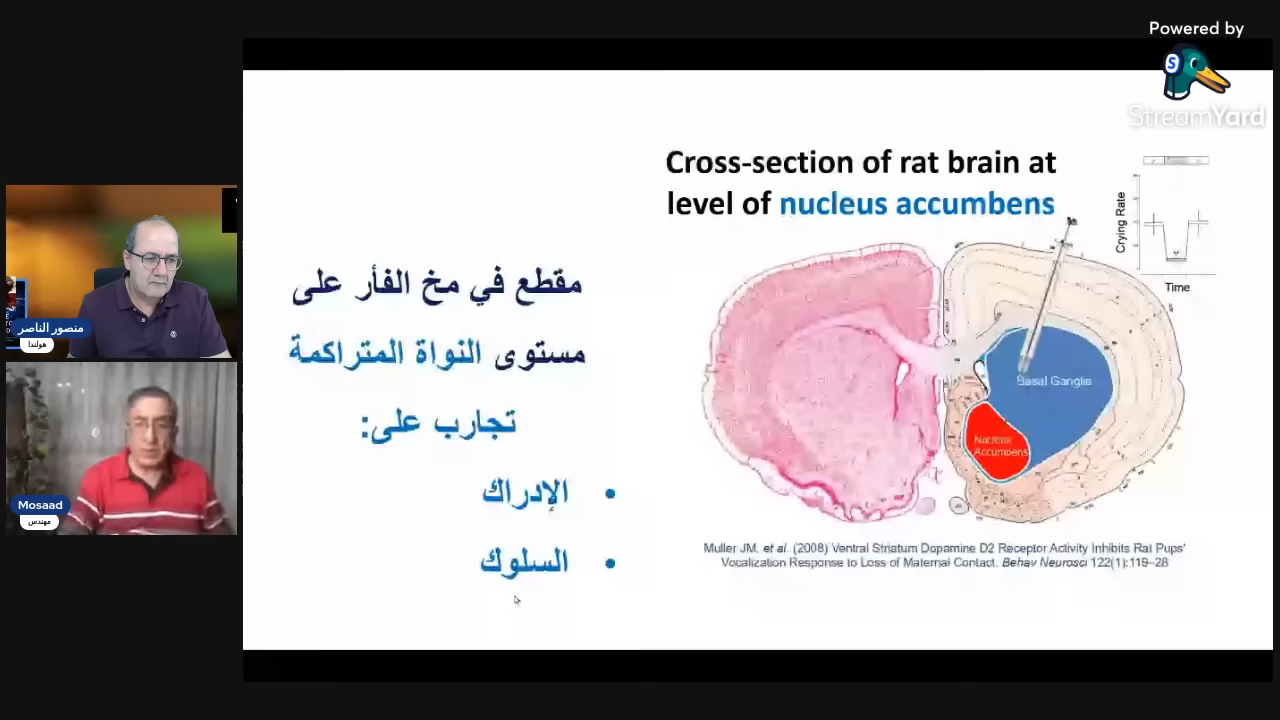 Powered by
StreamYard
Cross-section of rat brain at
level of nucleus accumbens
Crying Rate
Time
مقطع في مخ الفأر على
مستوى النواة المتراكمة
تجارب على:
• الإدراك
• السلوك
Basal Ganglia
Nucleus
Accumbens
Muller JM, et al. (2008) Ventral Striatum Dopamine D2 Receptor Activity Inhibits Rat Pups'
Vocalization Response to Loss of Maternal Contact. Behav Neurosci 122(1):119–28
منصور الناصر
هولندا
Mosaad
مهندس